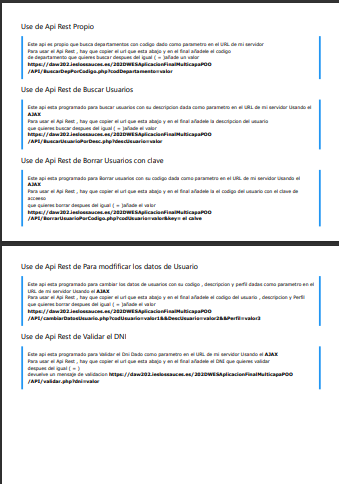 Use de Api Rest Propio
Este api es propio que busca departamentos con codigo dado como parametro en el URL de mi servidor
Para usar el Api Rest , hay que copier el url que esta abajo y en el final añadele el codigo
de departamento que quieres buscar despues del igual ( = )añade un valor
https://daw202.ieslossauces.es/202DWESAplicacionFinalMulticapaPOO
/API/BuscarDepPorCodigo.php?codDepartamento=valor
Use de Api Rest de Buscar Usuarios
Este api esta programado para buscar usuarios con su descripcion dada como parametro en el URL de mi servidor Usando el
AJAX
Para usar el Api Rest , hay que copier el url que esta abajo y en el final añadele la descripcion del usuario
que quieres buscar despues del igual ( = )añade el valor
https://daw202.ieslossauces.es/202DWESAplicacionFinalMulticapaPOO
/API/BuscarUsuarioPorDesc.php?descUsuario=valor
Use de Api Rest de Borrar Usuarios con clave
Este api esta programado para borrar usuarios con su codigo dada como parametro en el URL de mi servidor Usando el
AJAX
Para usar el Api Rest , hay que copier el url que esta abajo y en el final añadele la el codigo del usuario con el clave de
acceeso
que quieres borrar despues del igual ( = )añade el valor
https://daw202.ieslossauces.es/202DWESAplicacionFinalMulticapaPOO
/API/BorrarUsuarioPorCodigo.php?codUsuario=valor&key= el calve
Use de Api Rest de Para modfificar los datos de Usuario
Este api esta programado para cambiar los datos de usuarios con su codigo , descripcion y perfil dadas como parametro en el
URL de mi servidor Usando el AJAX
Para usar el Api Rest , hay que copier el url que esta abajo y en el final añadele el codigo del usuario , descripcion y Perfil
que quieres borrar despues del igual ( = )añade el valor
https://daw202.ieslossauces.es/202DWESAplicacionFinalMulticapaPOO
/API/cambiarDatosUsuario.php?codUsuario=valor1&&DescUsuario=valor2&&Perfil=valor3
Use de Api Rest de Validar el DNI
Este api esta programado para Validar el Dni Dado como parametro en el URL de mi servidor Usando el AJAX
Para usar el Api Rest , hay que copier el url que esta abajo y en el final añadele el DNI que quieres validar
despues del igual ( = )
devuelve un mensaje de validacion https://daw202.ieslossauces.es/202DWESAplicacionFinalMulticapaPOO
/API/validar.php?dni=valor